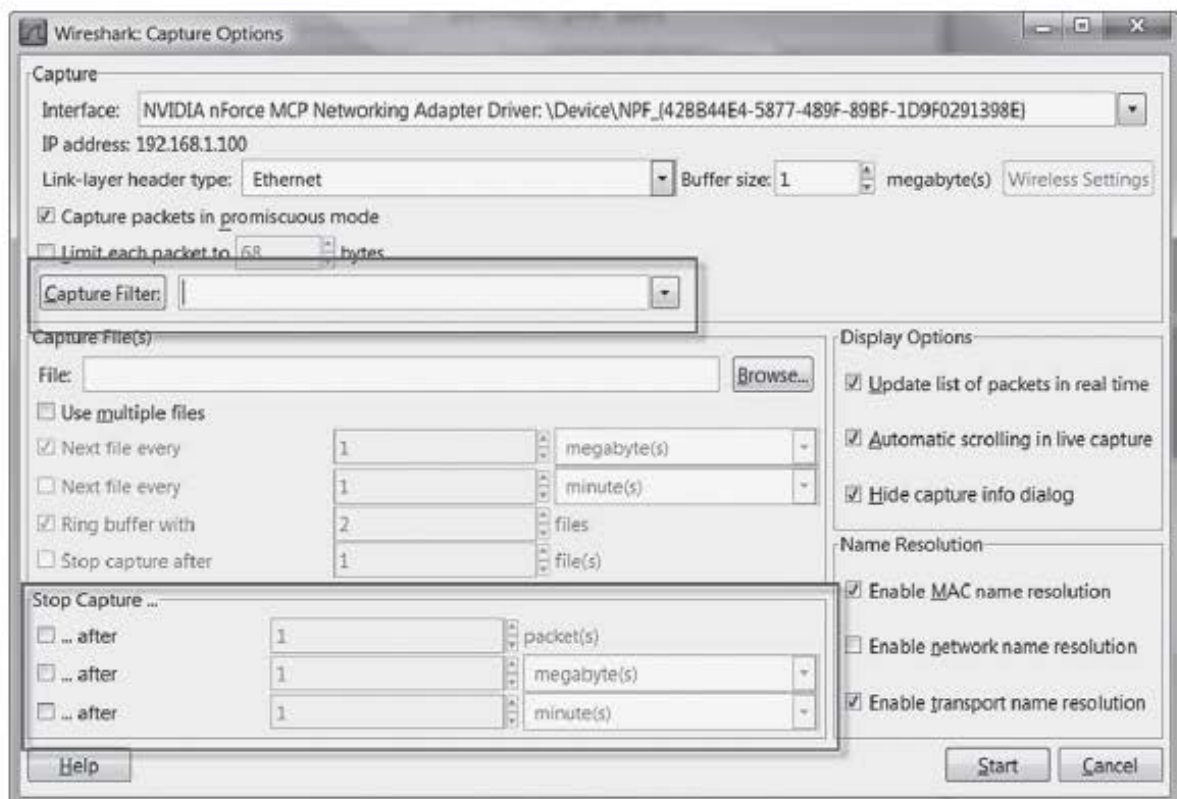 Wireshark: Capture Options
Capture
Interface: NVIDIA nForce MCP Networking Adapter Driver: \Device\NPF_{42BB44E4-5877-489F-89BF-1D9F0291398E}
IP address: 192.168.1.100
Link-layer header type: Ethernet Buffer size: 1 megabyte(s) Wireless Settings
Capture packets in promiscuous mode
Limit each packet to 68 bytes
Capture Filter:
Capture File(s)
File: Browse...
Use multiple files
Next file every 1 megabyte(s)
Next file every 1 minute(s)
Ring buffer with 2 files
Stop capture after 1 file(s)
Stop Capture ...
... after 1 packet(s)
... after 1 megabyte(s)
... after 1 minute(s)
Display Options
Update list of packets in real time
Automatic scrolling in live capture
Hide capture info dialog
Name Resolution
Enable MAC name resolution
Enable network name resolution
Enable transport name resolution
Help Start Cancel